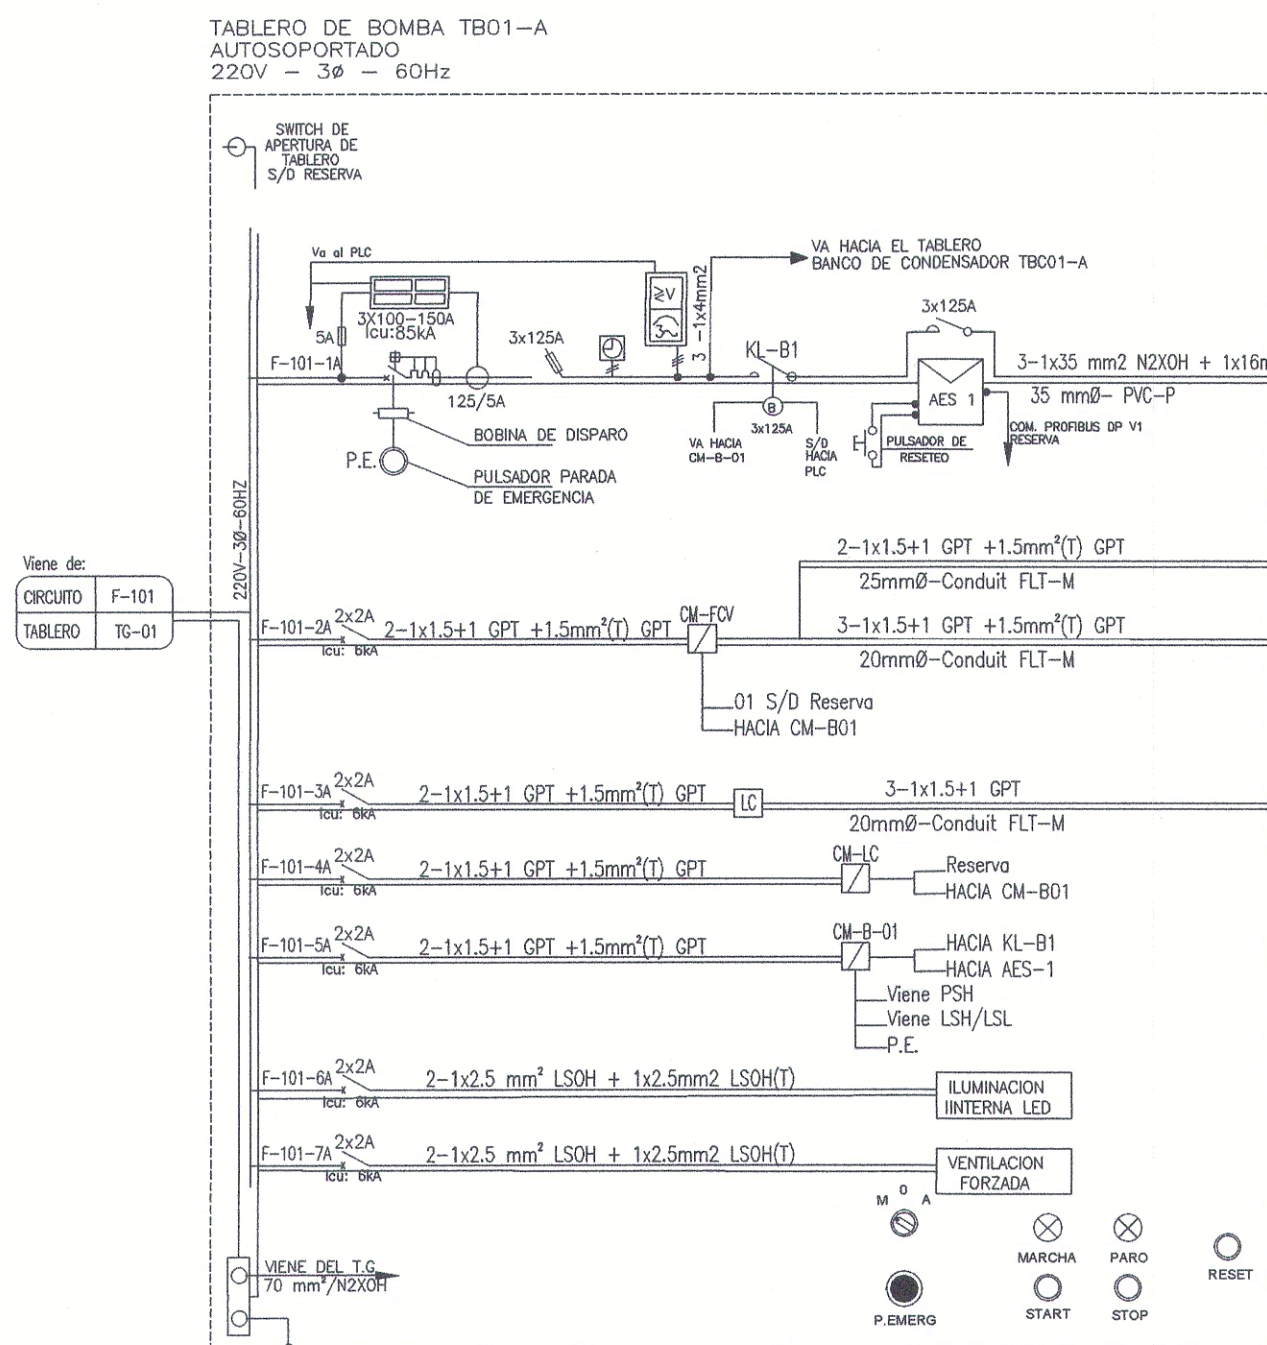 TABLERO DE BOMBA TB01-A
AUTOSOPORTADO
220V - 3ø - 60Hz
SWITCH DE
APERTURA DE
TABLERO
S/D RESERVA
Va al PLC
3X100-150A
Icu:85kA
5A
F-101-1A
125/5A
BOBINA DE DISPARO
P.E.
PULSADOR PARADA
DE EMERGENCIA
3x125A
≷V
3~
3 -1x4mm2
VA HACIA EL TABLERO
BANCO DE CONDENSADOR TBC01-A
KL-B1
B
3x125A
VA HACIA
CM-B-01
S/D
HACIA
PLC
3x125A
AES 1
PULSADOR DE
RESETEO
COM. PROFIBUS DP V1
RESERVA
3-1x35 mm2 N2XOH + 1x16m
35 mmØ- PVC-P
220V-3Ø-60HZ
Viene de:
CIRCUITO F-101
TABLERO TG-01
F-101-2A
2x2A
Icu: 6kA
2-1x1.5+1 GPT +1.5mm²(T) GPT
CM-FCV
2-1x1.5+1 GPT +1.5mm²(T) GPT
25mmØ-Conduit FLT-M
3-1x1.5+1 GPT +1.5mm²(T) GPT
20mmØ-Conduit FLT-M
01 S/D Reserva
HACIA CM-B01
F-101-3A
2x2A
Icu: 6kA
2-1x1.5+1 GPT +1.5mm²(T) GPT
LC
3-1x1.5+1 GPT
20mmØ-Conduit FLT-M
F-101-4A
2x2A
Icu: 6kA
2-1x1.5+1 GPT +1.5mm²(T) GPT
CM-LC
Reserva
HACIA CM-B01
F-101-5A
2x2A
Icu: 6kA
2-1x1.5+1 GPT +1.5mm²(T) GPT
CM-B-01
HACIA KL-B1
HACIA AES-1
Viene PSH
Viene LSH/LSL
P.E.
F-101-6A
2x2A
Icu: 6kA
2-1x2.5 mm² LSOH + 1x2.5mm2 LSOH(T)
ILUMINACION
IINTERNA LED
F-101-7A
2x2A
Icu: 6kA
2-1x2.5 mm² LSOH + 1x2.5mm2 LSOH(T)
VENTILACION
FORZADA
M 0 A
MARCHA
PARO
RESET
P.EMERG
START
STOP
VIENE DEL T.G
70 mm²/N2XOH